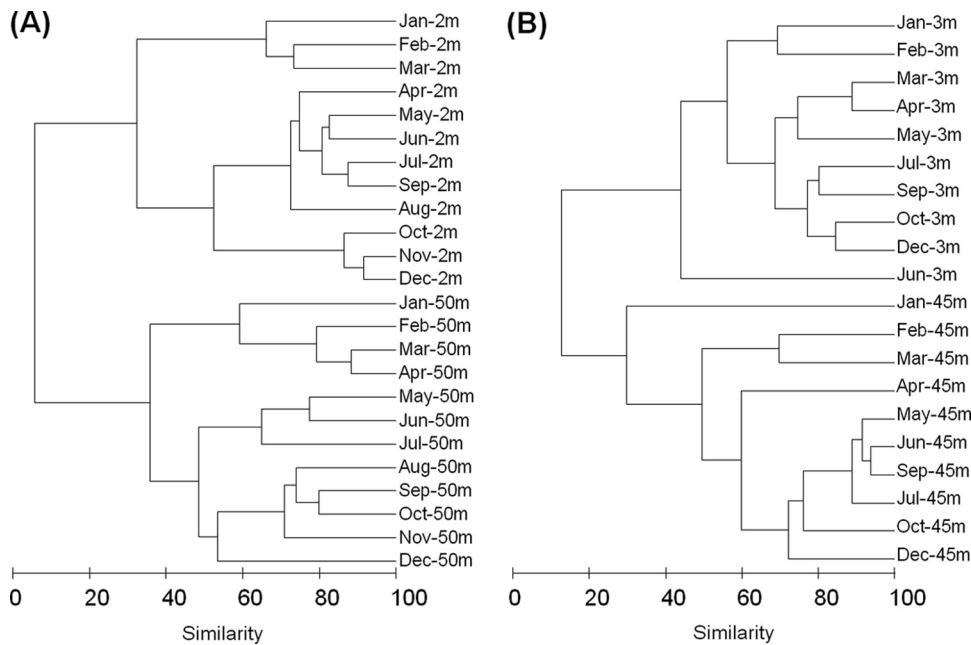 (A)
Jan-2m
Feb-2m
Mar-2m
Apr-2m
May-2m
Jun-2m
Jul-2m
Sep-2m
Aug-2m
Oct-2m
Nov-2m
Dec-2m
Jan-50m
Feb-50m
Mar-50m
Apr-50m
May-50m
Jun-50m
Jul-50m
Aug-50m
Sep-50m
Oct-50m
Nov-50m
Dec-50m
0 20 40 60 80 100
Similarity
(B)
Jan-3m
Feb-3m
Mar-3m
Apr-3m
May-3m
Jul-3m
Sep-3m
Oct-3m
Dec-3m
Jun-3m
Jan-45m
Feb-45m
Mar-45m
Apr-45m
May-45m
Jun-45m
Sep-45m
Jul-45m
Oct-45m
Dec-45m
0 20 40 60 80 100
Similarity